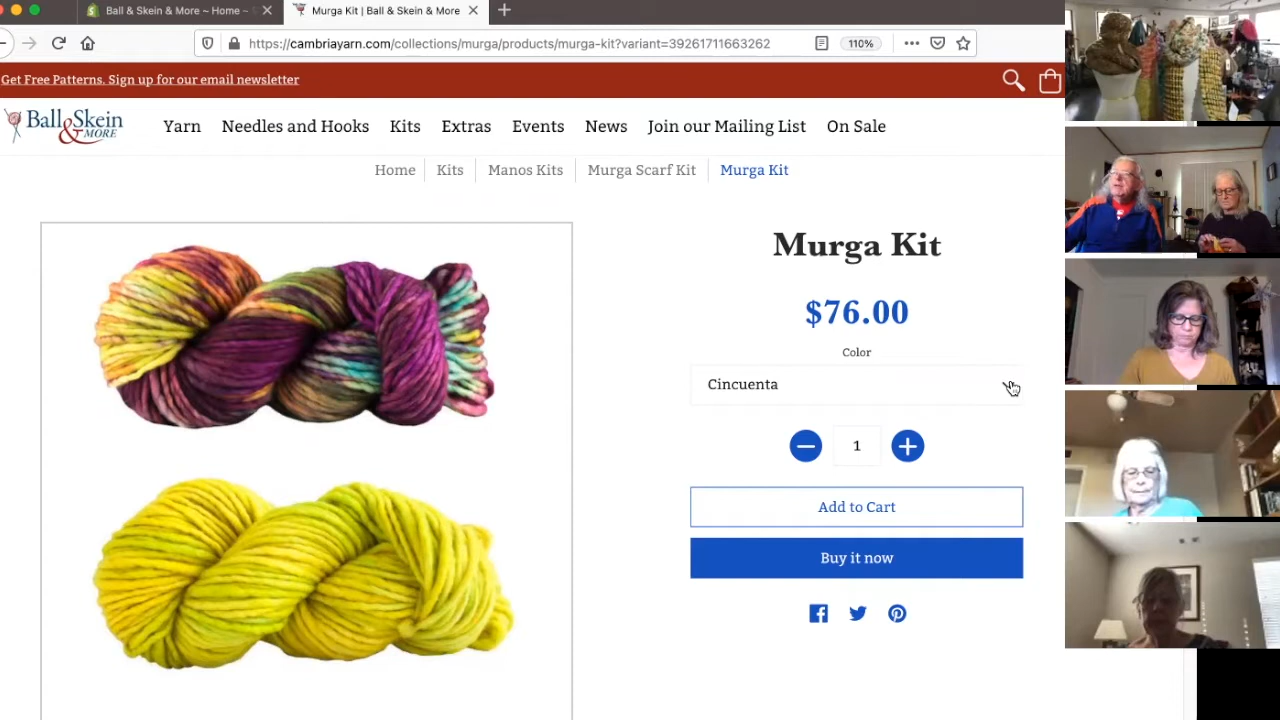 Ball & Skein & More ~ Home ~
Murga Kit | Ball & Skein & More
https://cambriayarn.com/collections/murga/products/murga-kit?variant=39261711663262
110%
Get Free Patterns. Sign up for our email newsletter
Ball & Skein
& MORE
Yarn Needles and Hooks Kits Extras Events News Join our Mailing List On Sale
Home Kits Manos Kits Murga Scarf Kit Murga Kit
Murga Kit
$76.00
Color
Cincuenta
1
Add to Cart
Buy it now